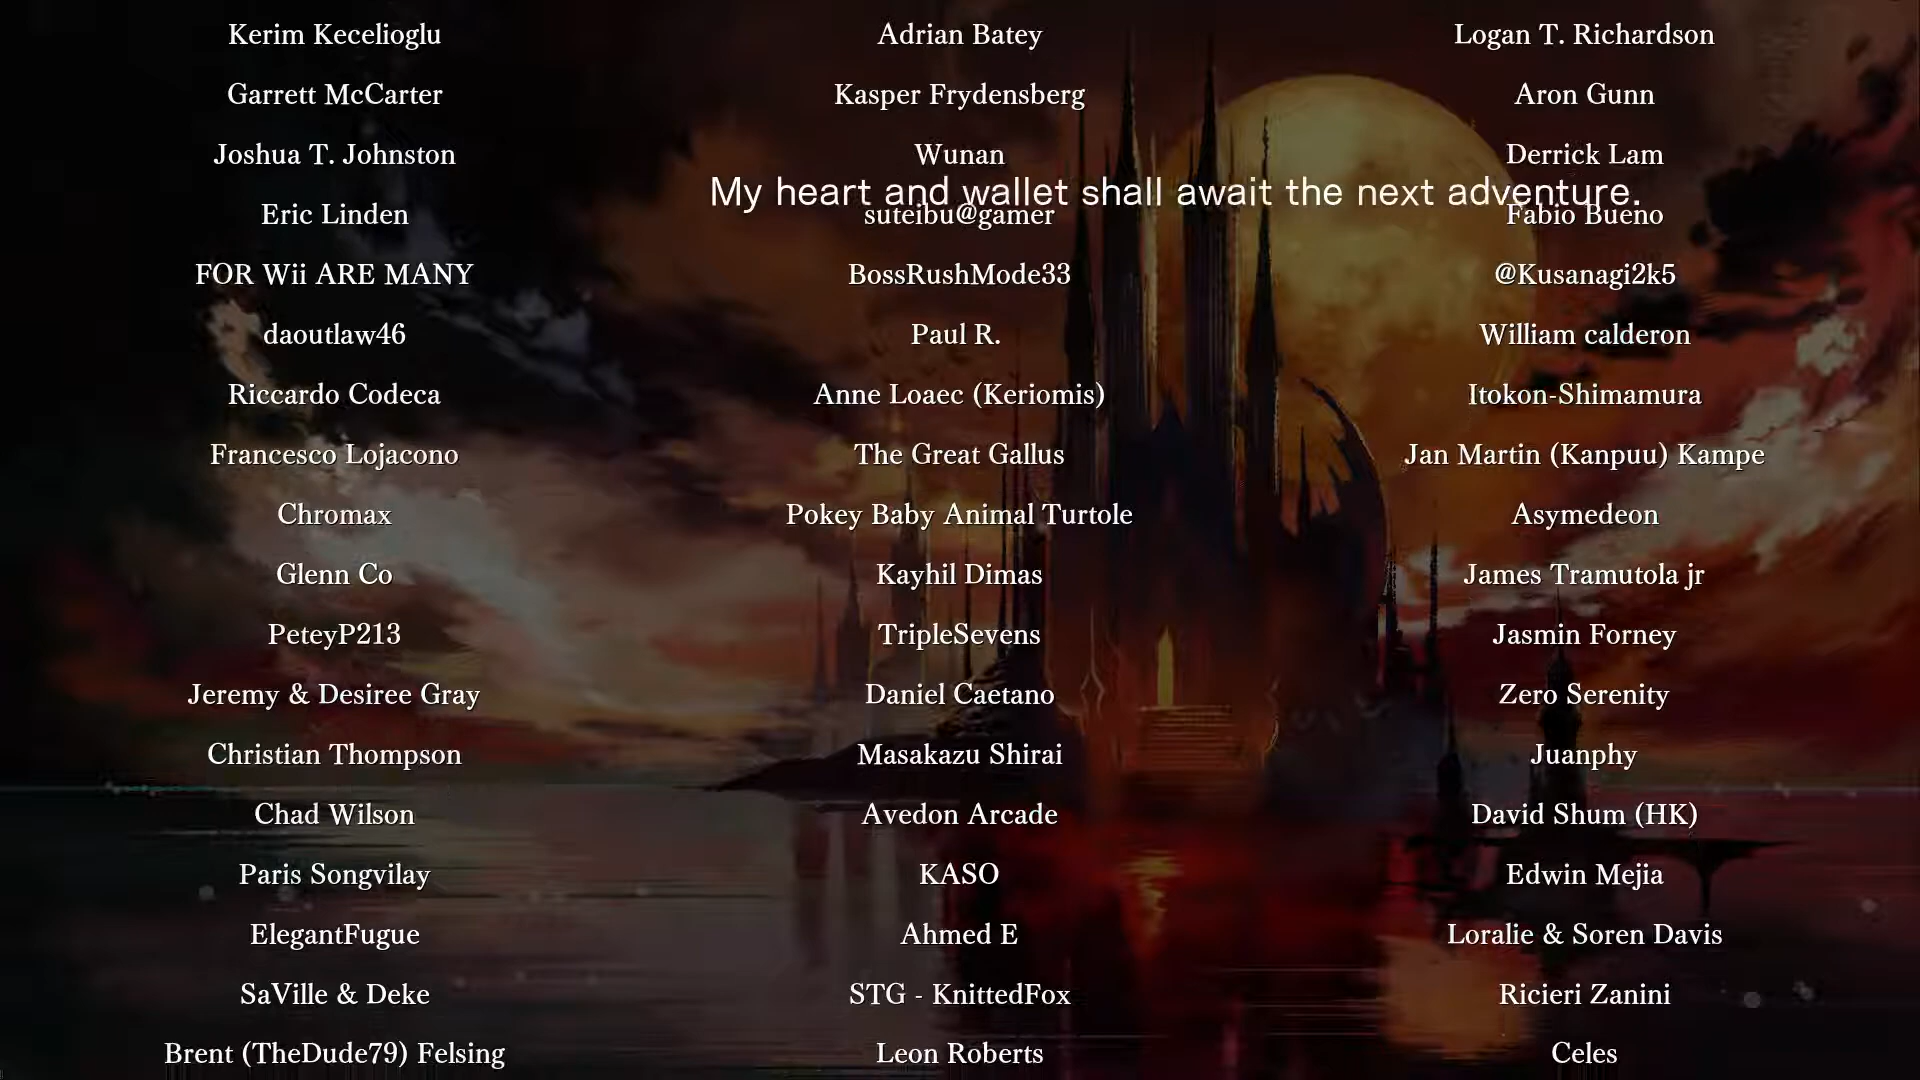 Kerim Kecelioglu
Adrian Batey
Logan T. Richardson
Garrett McCarter
Kasper Frydensberg
Aron Gunn
Joshua T. Johnston
Wunan
Derrick Lam
My heart and wallet shall await the next adventure.
Eric Linden
suteibu@gamer
Fabio Bueno
FOR Wii ARE MANY
BossRushMode33
@Kusanagi2k5
daoutlaw46
Paul R.
William calderon
Riccardo Codeca
Anne Loaec (Keriomis)
Itokon-Shimamura
Francesco Lojacono
The Great Gallus
Jan Martin (Kanpuu) Kampe
Chromax
Pokey Baby Animal Turtole
Asymedeon
Glenn Co
Kayhil Dimas
James Tramutola jr
PeteyP213
TripleSevens
Jasmin Forney
Jeremy & Desiree Gray
Daniel Caetano
Zero Serenity
Christian Thompson
Masakazu Shirai
Juanphy
Chad Wilson
Avedon Arcade
David Shum (HK)
Paris Songvilay
KASO
Edwin Mejia
ElegantFugue
Ahmed E
Loralie & Soren Davis
SaVille & Deke
STG - KnittedFox
Ricieri Zanini
Brent (TheDude79) Felsing
Leon Roberts
Celes